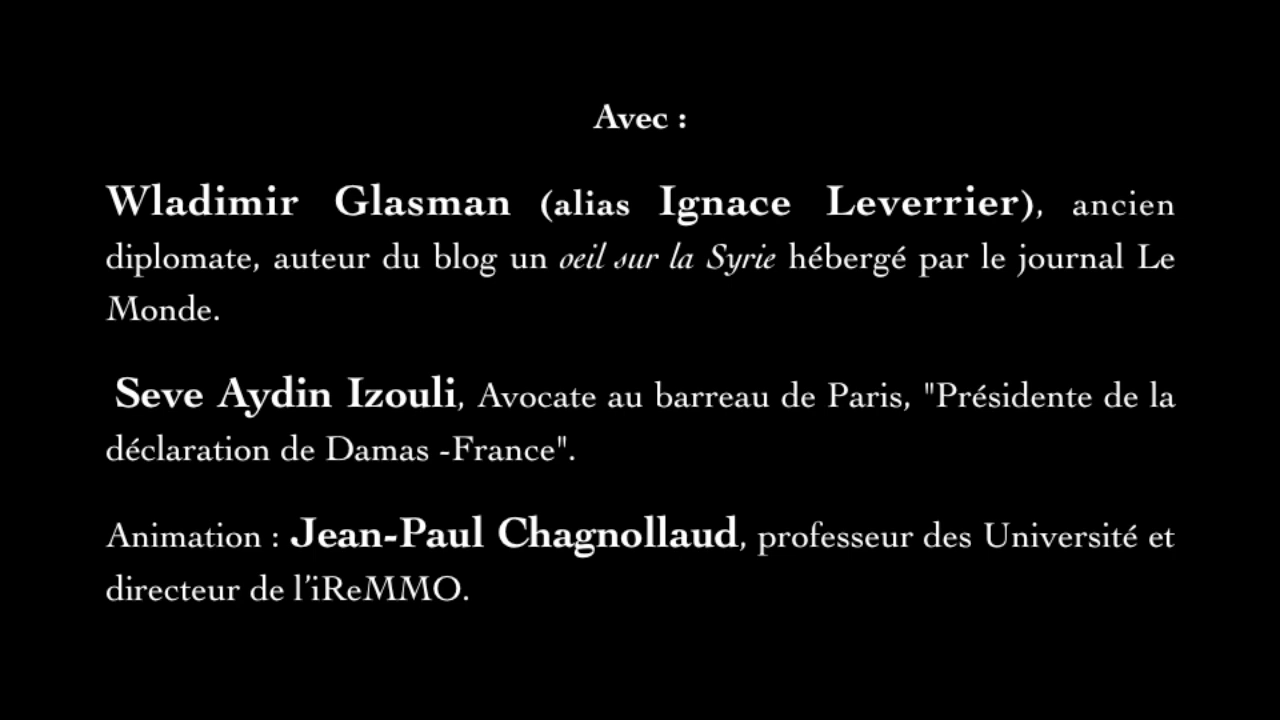 Avec :
Wladimir Glasman (alias Ignace Leverrier), ancien
diplomate, auteur du blog un oeil sur la Syrie hébergé par le journal Le
Monde.
Seve Aydin Izouli, Avocate au barreau de Paris, "Présidente de la
déclaration de Damas -France".
Animation : Jean-Paul Chagnollaud, professeur des Université et
directeur de l'iReMMO.